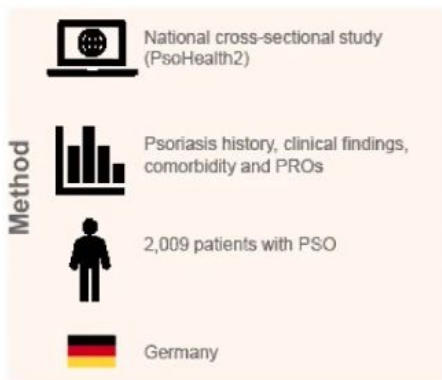 Method
National cross-sectional study
(PsoHealth2)
Psoriasis history, clinical findings,
comorbidity and PROs
2,009 patients with PSO
Germany